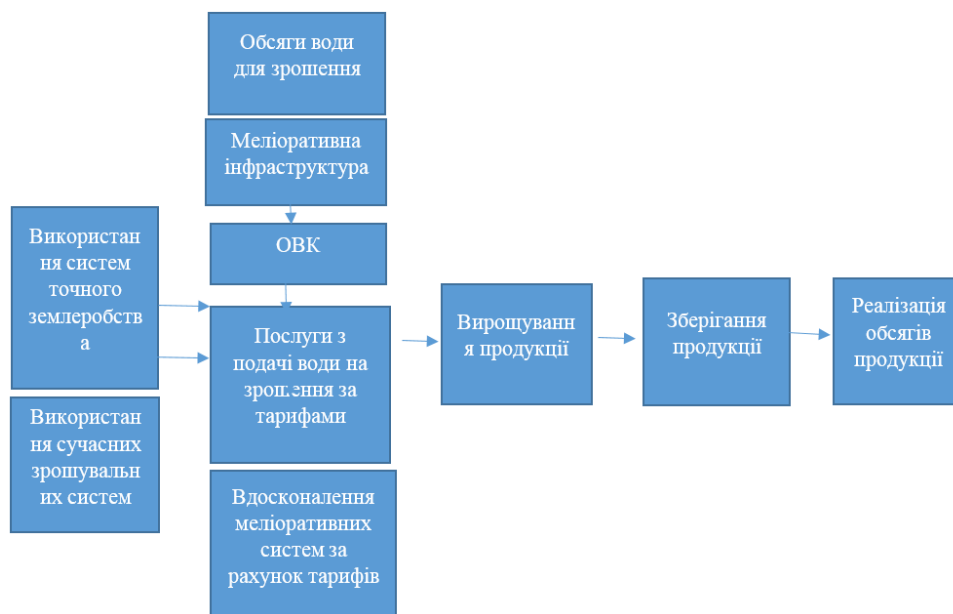 Обсяги води
для зрошення
Меліоративна
інфраструктура
ОВК
Використан
ня систем
точного
землеробств
а
Послуги з
подачі води на
зрошення за
тарифами
Вирощуванн
я продукції
Зберігання
продукції
Реалізація
обсягів
продукції
Використан
ня сучасних
зрошувальн
их систем
Вдосконалення
меліоративних
систем за
рахунок тарифів